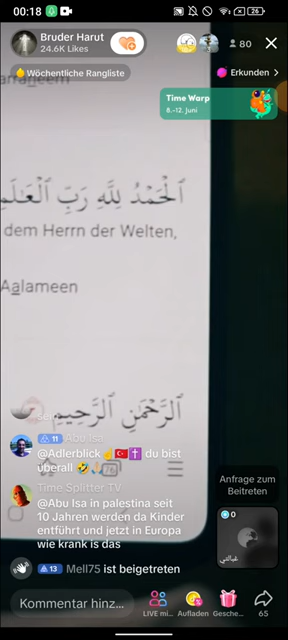 00:18
26
Bruder Harut
24.6K Likes
80
Wöchentliche Rangliste
Erkunden
Time Warp
8.-12. Juni
ٱلْحَمْدُ لِلَّهِ رَبِّ ٱلْعَـٰلَمِ
dem Herrn der Welten,
Aalameen
ٱلرَّحْمَـٰنِ ٱلرَّحِيمِ
11 Abu Isa
@Adlerblick ☝️🇹🇷✝️ du bist
überall 🤣
Time Splitter TV
@Abu Isa in palestina seit
10 Jahren werden da Kinder
entführt und jetzt in Europa
wie krank is das
13 Mell75 ist beigetreten
Anfrage zum
Beitreten
0
Kommentar hinz...
LIVE mi...
Aufladen
Gesche...
65